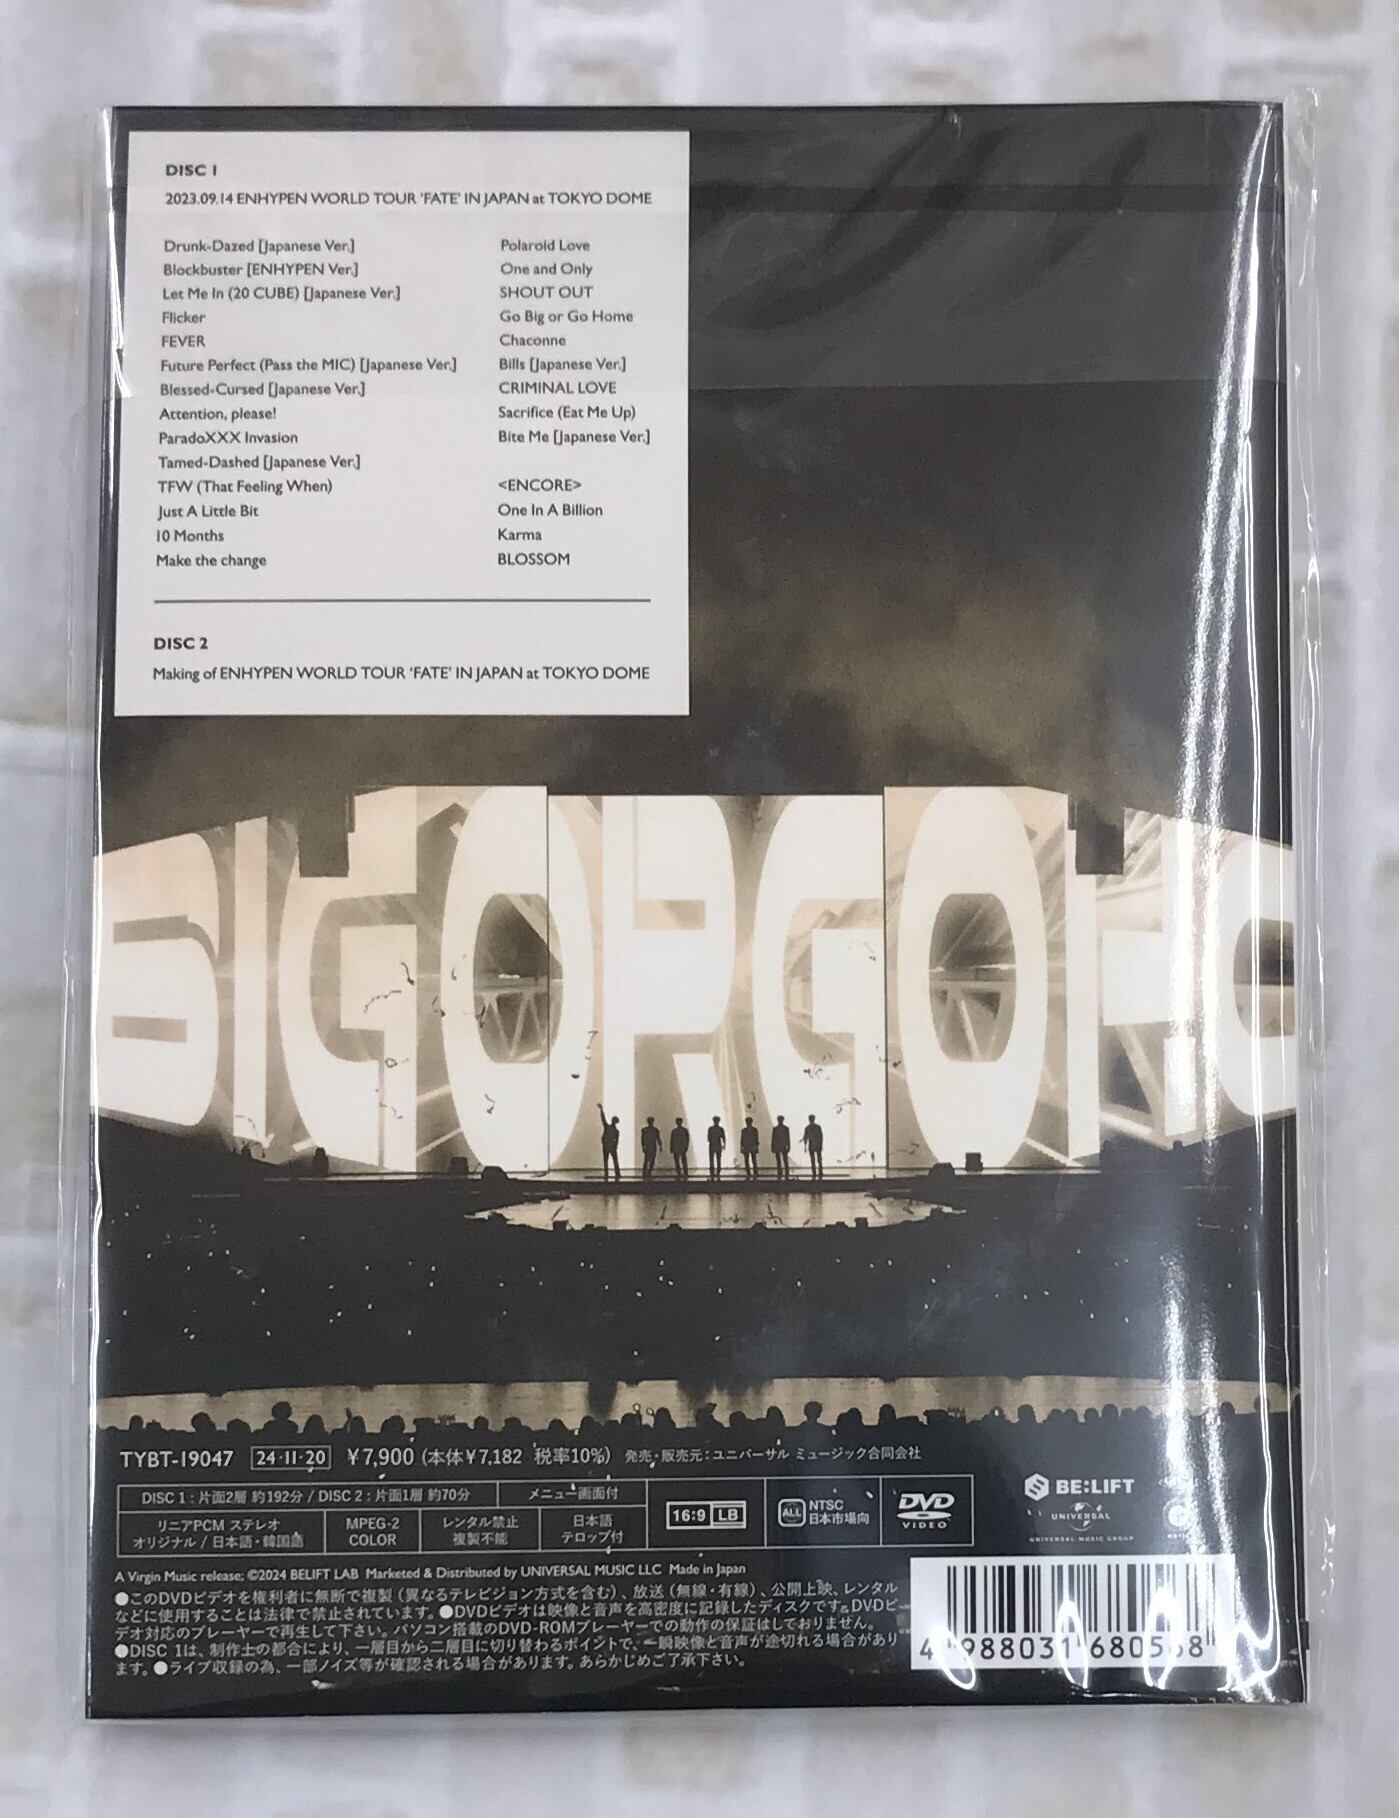 DISC 1
2023.09.14 ENHYPEN WORLD TOUR 'FATE' IN JAPAN at TOKYO DOME
Drunk-Dazed [Japanese Ver.]
Blockbuster [ENHYPEN Ver.]
Let Me In (20 CUBE) [Japanese Ver.]
Flicker
FEVER
Future Perfect (Pass the MIC) [Japanese Ver.]
Blessed-Cursed [Japanese Ver.]
Attention, please!
ParadoXXX Invasion
Tamed-Dashed [Japanese Ver.]
TFW (That Feeling When)
Just A Little Bit
10 Months
Make the change
Polaroid Love
One and Only
SHOUT OUT
Go Big or Go Home
Chaconne
Bills [Japanese Ver.]
CRIMINAL LOVE
Sacrifice (Eat Me Up)
Bite Me [Japanese Ver.]
<ENCORE>
One In A Billion
Karma
BLOSSOM
DISC 2
Making of ENHYPEN WORLD TOUR 'FATE' IN JAPAN at TOKYO DOME
BIG OR GO HO
TYBT-19047 24·11·20 ¥7,900 (本体¥7,182 税率10%) 発売・販売元：ユニバーサル ミュージック合同会社
DISC 1 : 片面2層 約192分 / DISC 2 : 片面1層 約70分
メニュー画面付
リニアPCM ステレオ
オリジナル / 日本語・韓国語
MPEG-2
COLOR
レンタル禁止
複製不能
日本語
テロップ付
16:9 LB
ALL
NTSC
日本市場向
DVD
VIDEO
BE:LIFT
UNIVERSAL
UNIVERSAL MUSIC GROUP
A Virgin Music release; ©2024 BELIFT LAB Marketed & Distributed by UNIVERSAL MUSIC LLC Made in Japan
●このDVDビデオを権利者に無断で複製（異なるテレビジョン方式を含む）、放送（無線・有線）、公開上映、レンタル
などに使用することは法律で禁止されています。●DVDビデオは映像と音声を高密度に記録したディスクです。DVDビ
デオ対応のプレーヤーで再生して下さい。パソコン搭載のDVD-ROMプレーヤーでの動作の保証はしておりません。
●DISC 1は、制作上の都合により、一層目から二層目に切り替わるポイントで、一瞬映像と音声が途切れる場合があり
ます。●ライブ収録の為、一部ノイズ等が確認される場合があります。あらかじめご了承下さい。
4 988031 680568